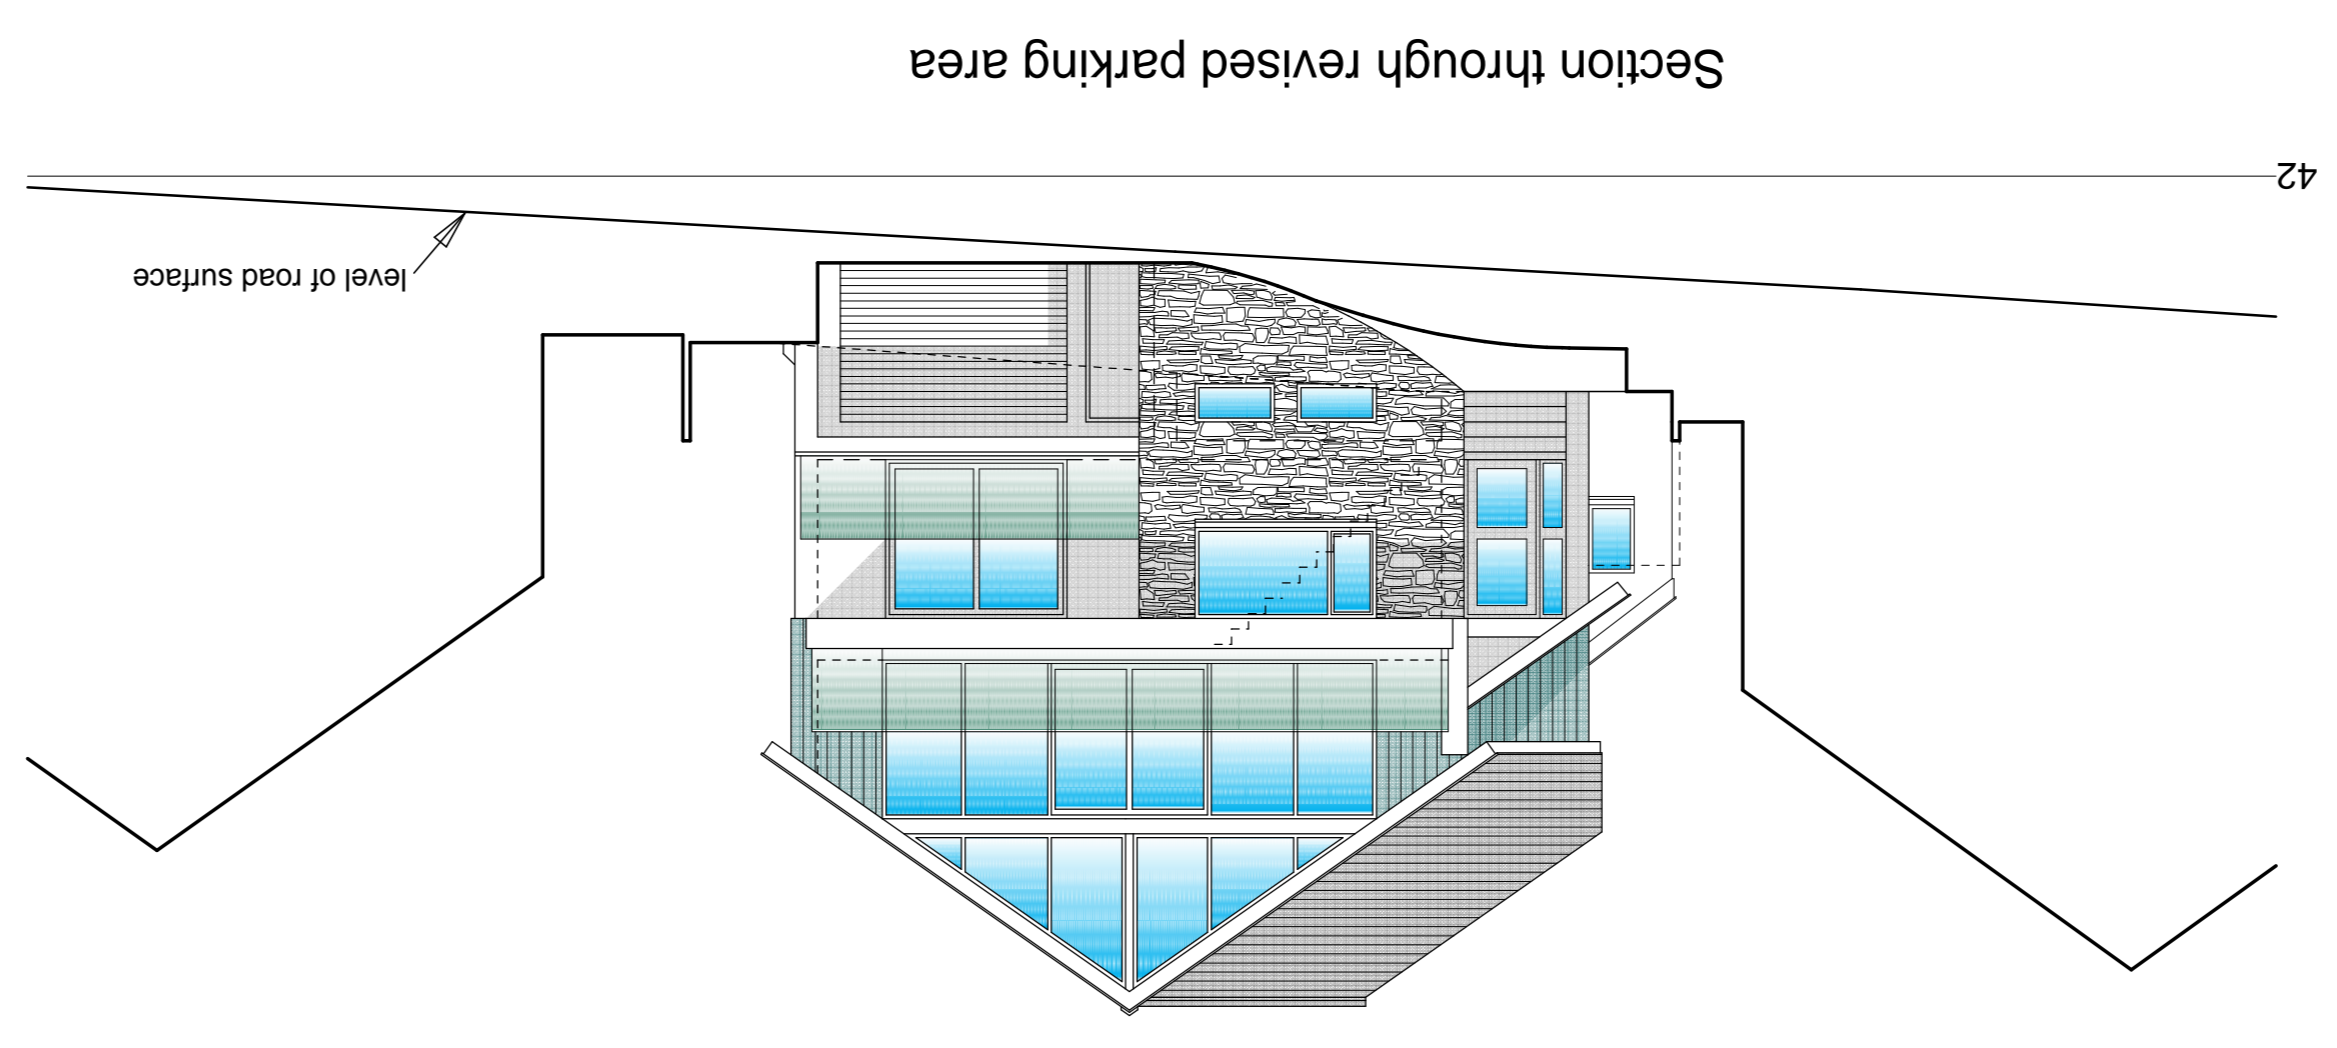 level of road surface
42
Section through revised parking area